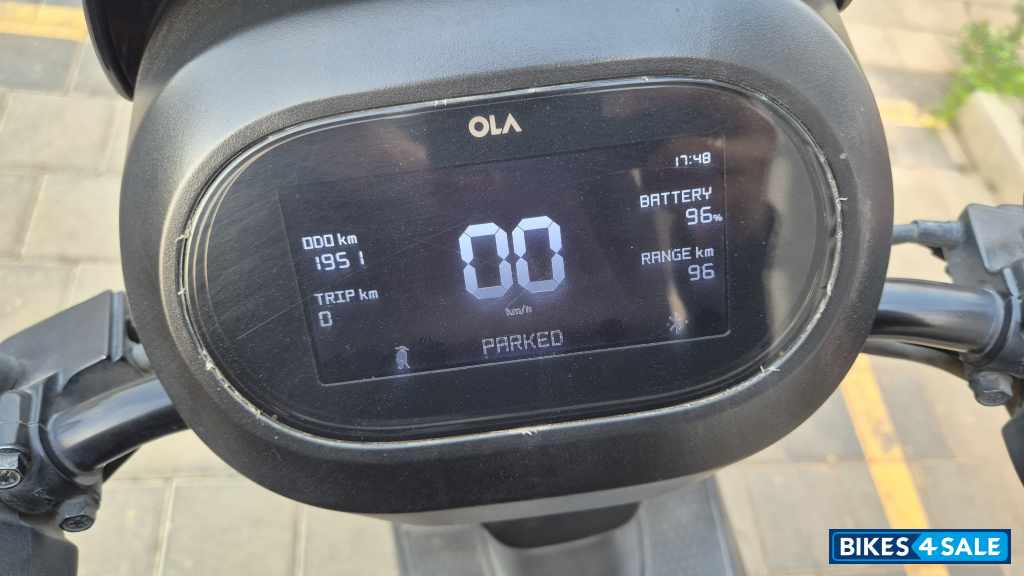 OLA
17:48
ODO km
1951
TRIP km
0
00
km/h
PARKED
BATTERY
96%
RANGE km
96
BIKES4SALE